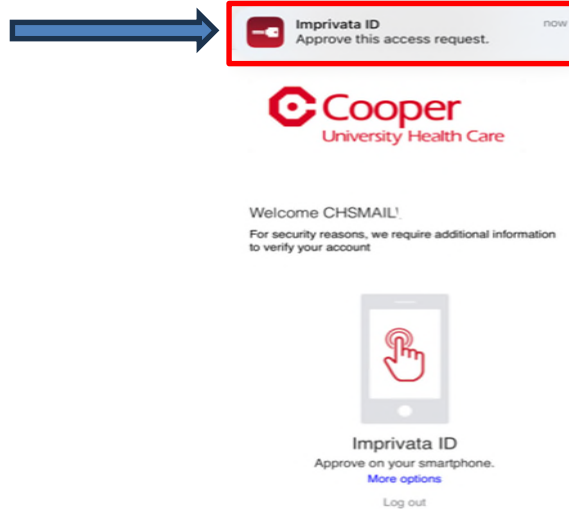 Imprivata ID
now
Approve this access request.
Cooper
University Health Care
Welcome CHSMAIL\
For security reasons, we require additional information
to verify your account
Imprivata ID
Approve on your smartphone.
More options
Log out